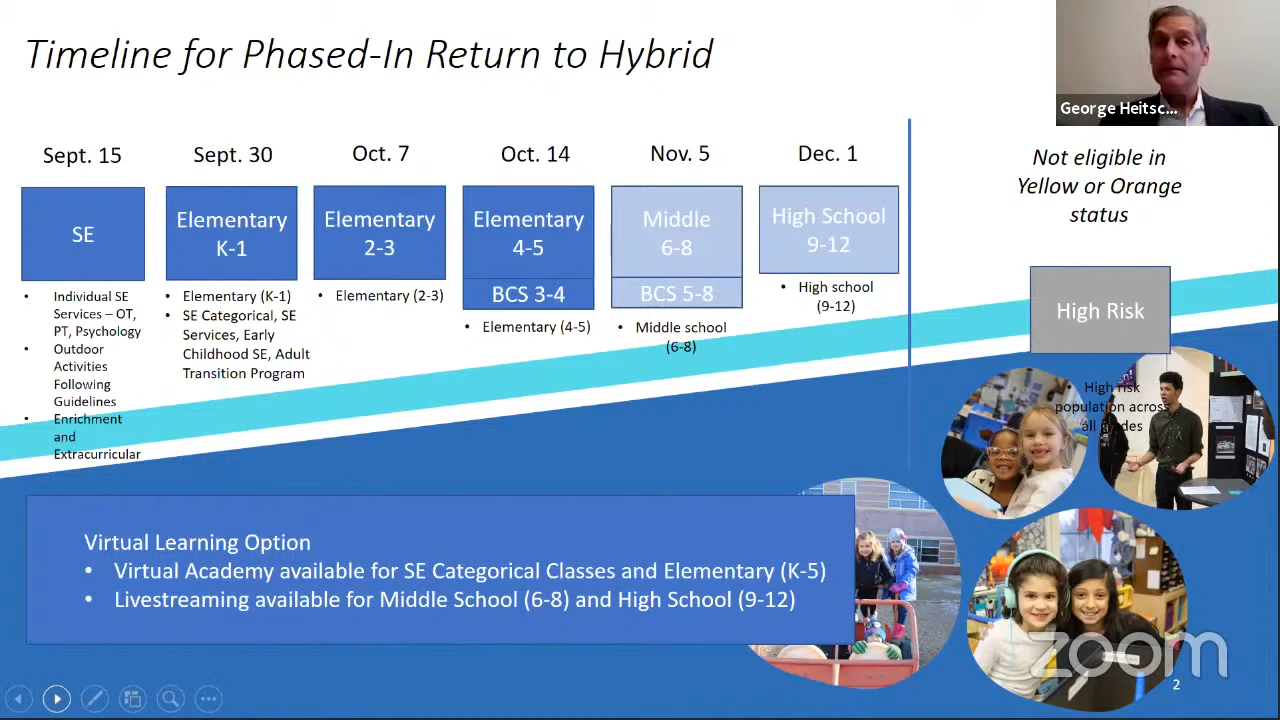 Timeline for Phased-In Return to Hybrid
George Heitsc...
Sept. 15
Sept. 30
Oct. 7
Oct. 14
Nov. 5
Dec. 1
Not eligible in
Yellow or Orange
status
SE
Elementary
K-1
Elementary
2-3
Elementary
4-5
BCS 3-4
Middle
6-8
BCS 5-8
High School
9-12
High Risk
• Individual SE
Services – OT,
PT, Psychology
• Outdoor
Activities
Following
Guidelines
• Enrichment
and
Extracurricular
• Elementary (K-1)
• SE Categorical, SE
Services, Early
Childhood SE, Adult
Transition Program
• Elementary (2-3)
• Elementary (4-5)
• Middle school
(6-8)
• High school
(9-12)
• High risk
population across
all grades
Virtual Learning Option
• Virtual Academy available for SE Categorical Classes and Elementary (K-5)
• Livestreaming available for Middle School (6-8) and High School (9-12)
zoom
2